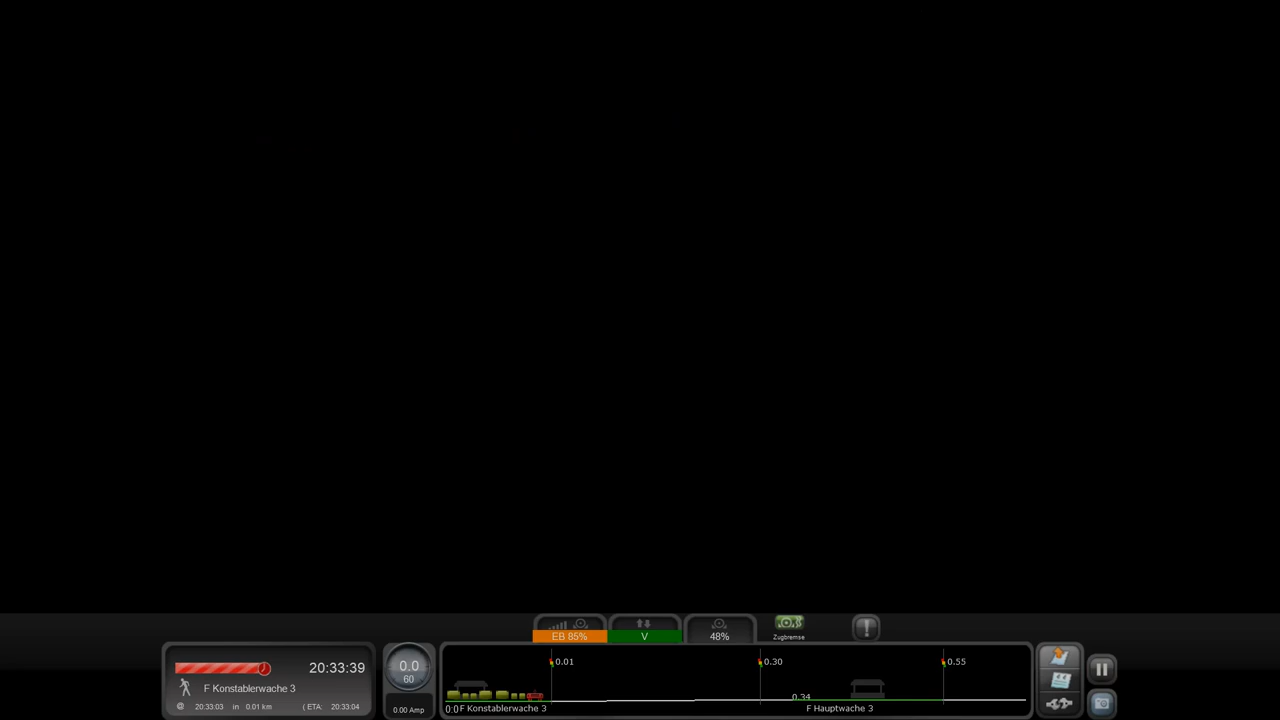 EB 85%
V
48%
Zugbremse
20:33:39
F Konstablerwache 3
@ 20:33:03 in 0.01 km ( ETA: 20:33:04
0.0
60
0.00 Amp
0.01
0.30
0.55
0.34
0:0F Konstablerwache 3
F Hauptwache 3